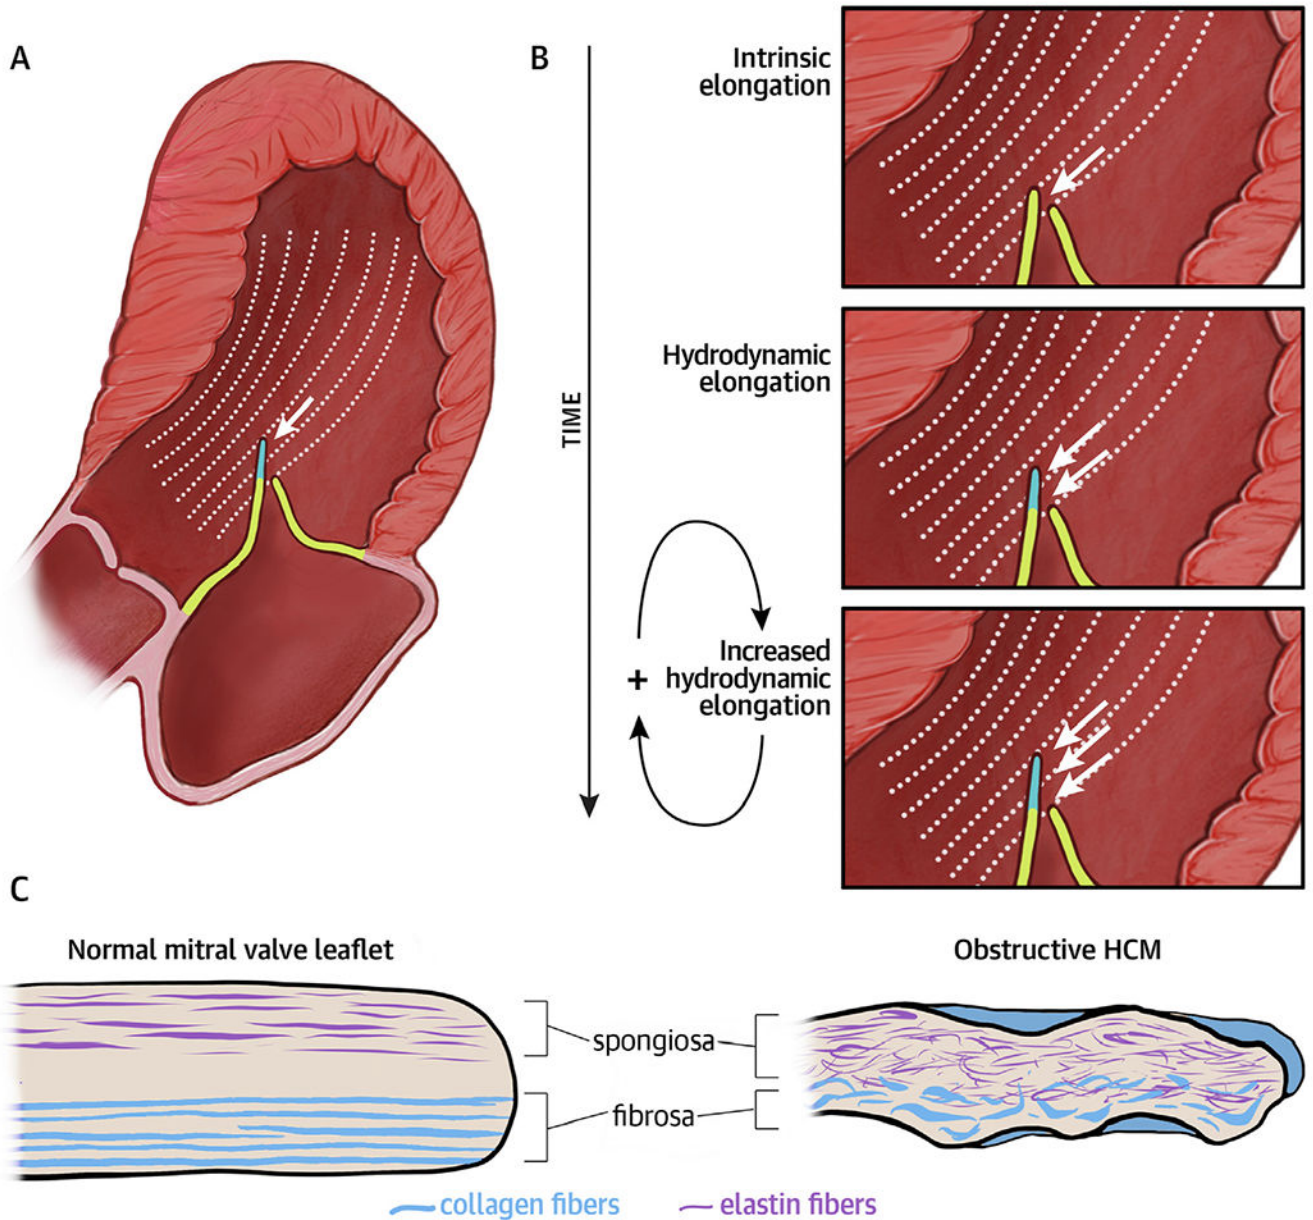 A
B
Intrinsic
elongation
Hydrodynamic
elongation
TIME
Increased
+ hydrodynamic
elongation
C
Normal mitral valve leaflet
Obstructive HCM
spongiosa
fibrosa
collagen fibers
elastin fibers